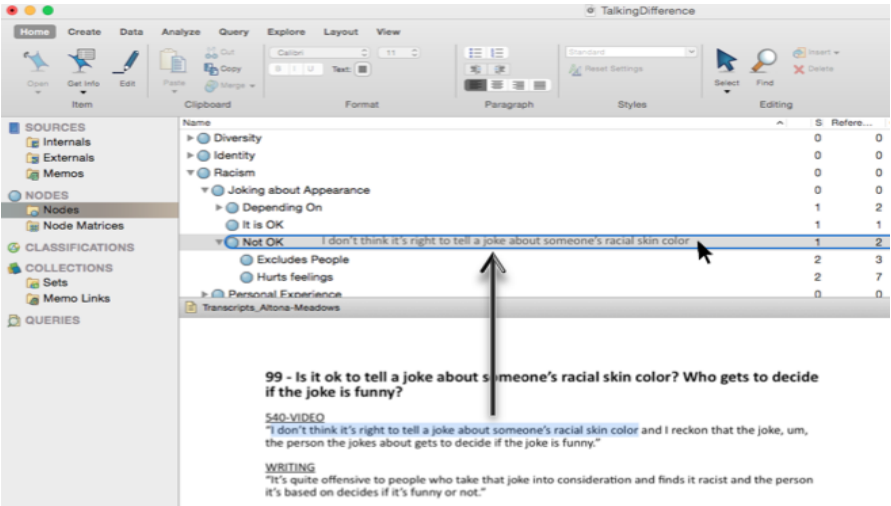 TalkingDifference
Home Create Data Analyze Query Explore Layout View
Open Get Info Edit Paste Cut Copy Merge Calibri 11 B I U Text: Standard Reset Settings Select Find Insert Delete
Item Clipboard Format Paragraph Styles Editing
SOURCES
Internals
Externals
Memos
NODES
Nodes
Node Matrices
CLASSIFICATIONS
COLLECTIONS
Sets
Memo Links
QUERIES
Name S Refere...
Diversity 0 0
Identity 0 0
Racism 0 0
Joking about Appearance 0 0
Depending On 1 2
It is OK 1 1
Not OK I don't think it's right to tell a joke about someone's racial skin color 1 2
Excludes People 2 3
Hurts feelings 2 7
Personal Experience 0 0
Transcripts_Altona-Meadows
99 - Is it ok to tell a joke about someone's racial skin color? Who gets to decide
if the joke is funny?
540-VIDEO
"I don't think it's right to tell a joke about someone's racial skin color and I reckon that the joke, um,
the person the jokes about gets to decide if the joke is funny."
WRITING
"It's quite offensive to people who take that joke into consideration and finds it racist and the person
it's based on decides if it's funny or not."